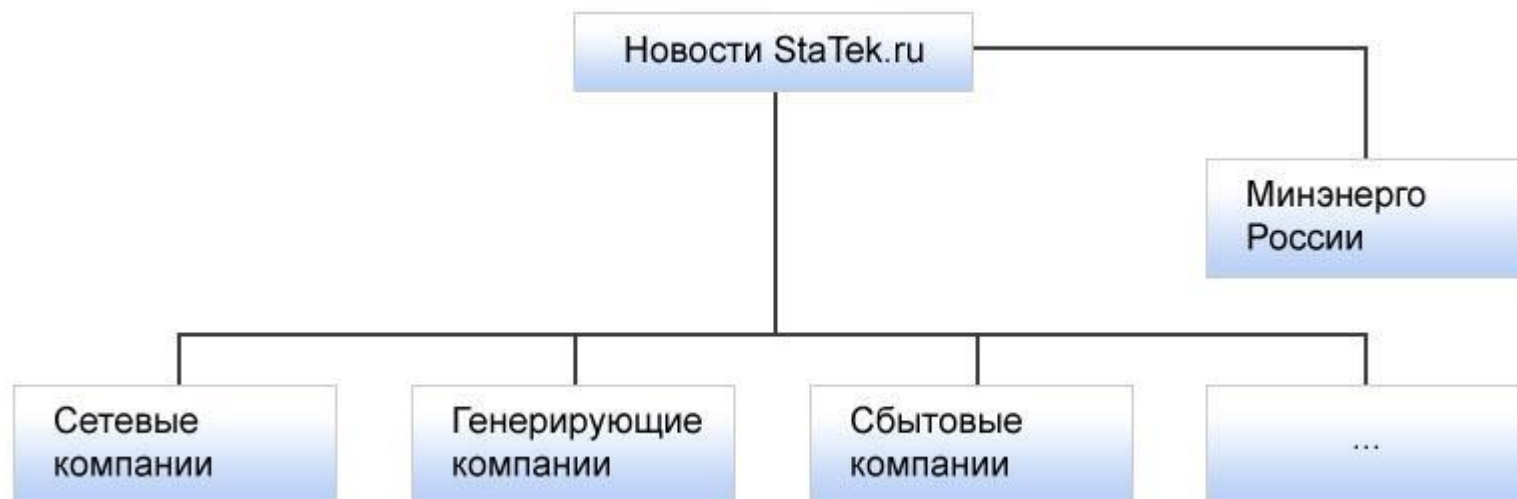 Новости StaTek.ru
Минэнерго
России
Сетевые
компании
Генерирующие
компании
Сбытовые
компании
...